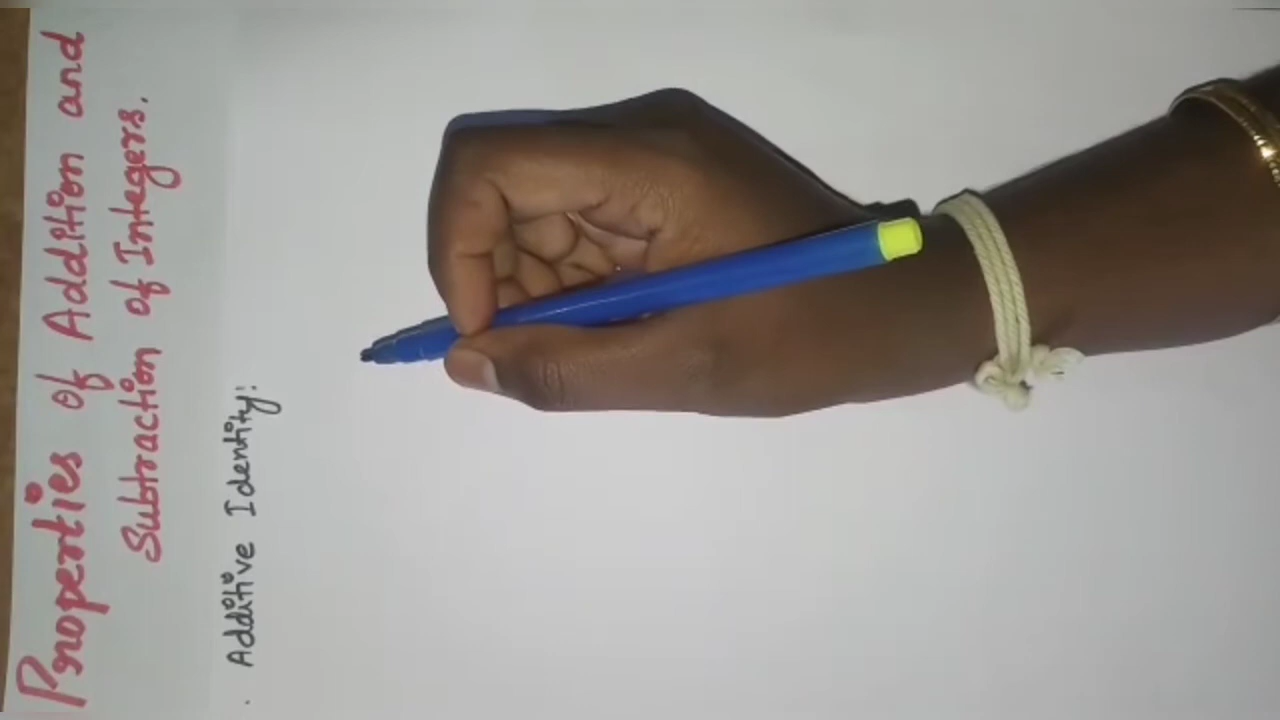 Properties of Addition and
Subtraction of Integers.
. Additive Identity: